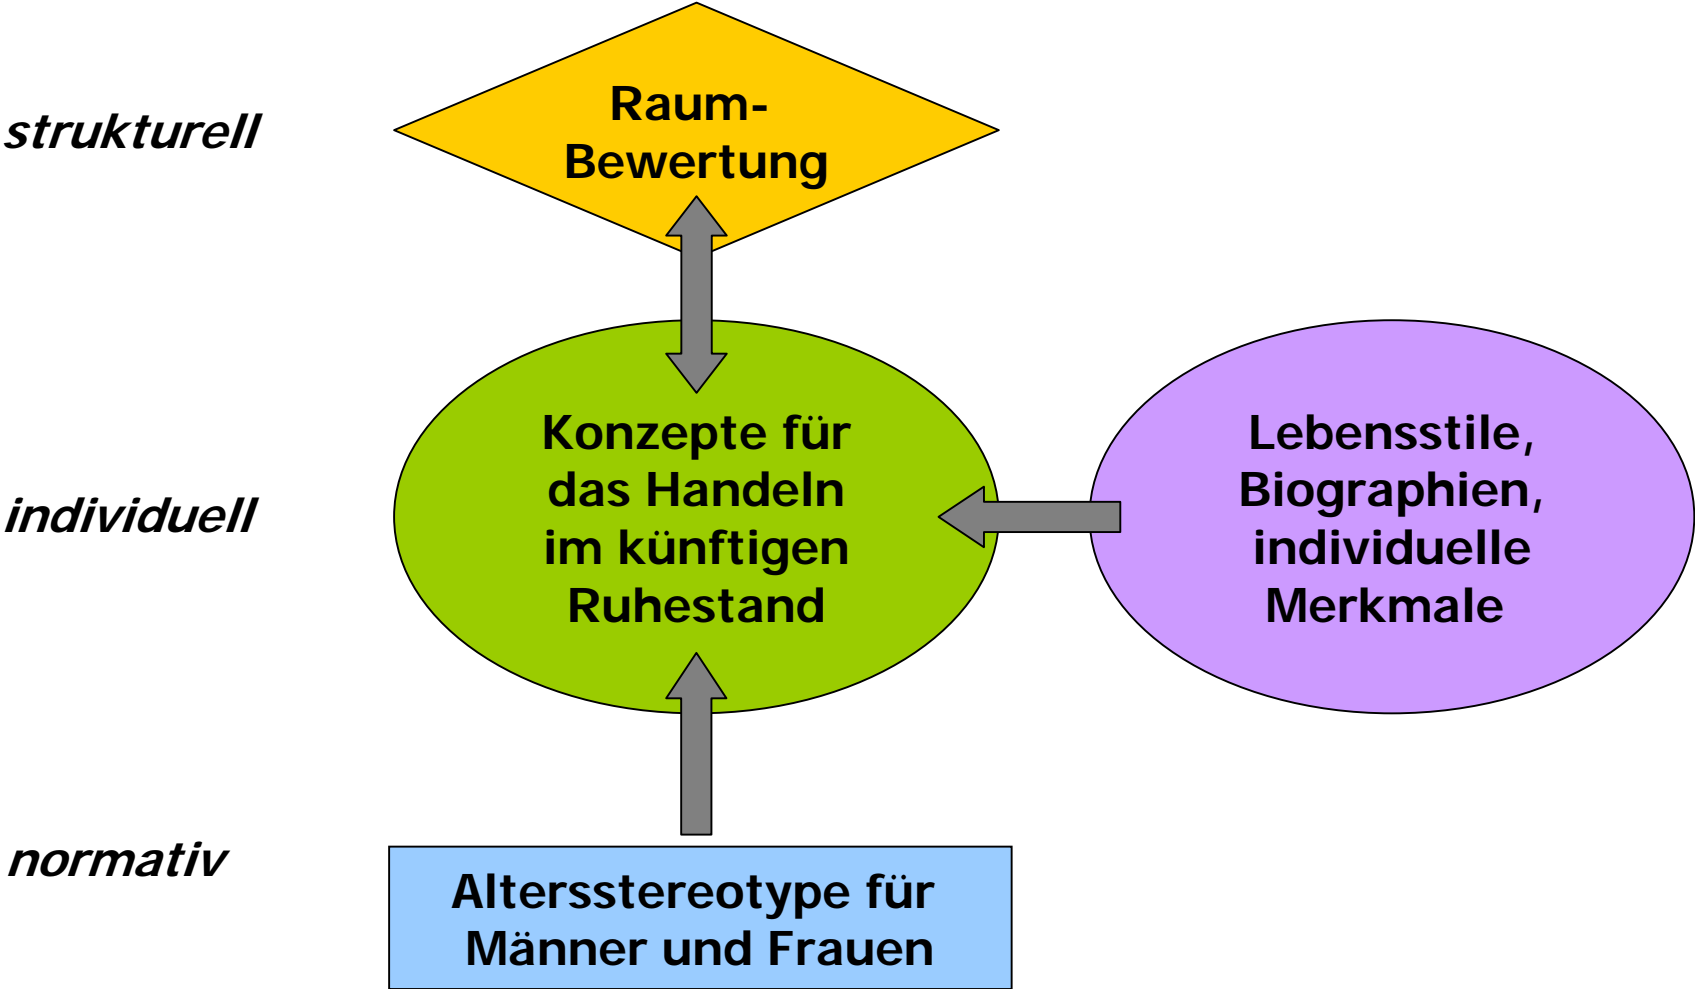 strukturell
Raum-
Bewertung
individuell
Konzepte für
das Handeln
im künftigen
Ruhestand
Lebensstile,
Biographien,
individuelle
Merkmale
normativ
Altersstereotype für
Männer und Frauen